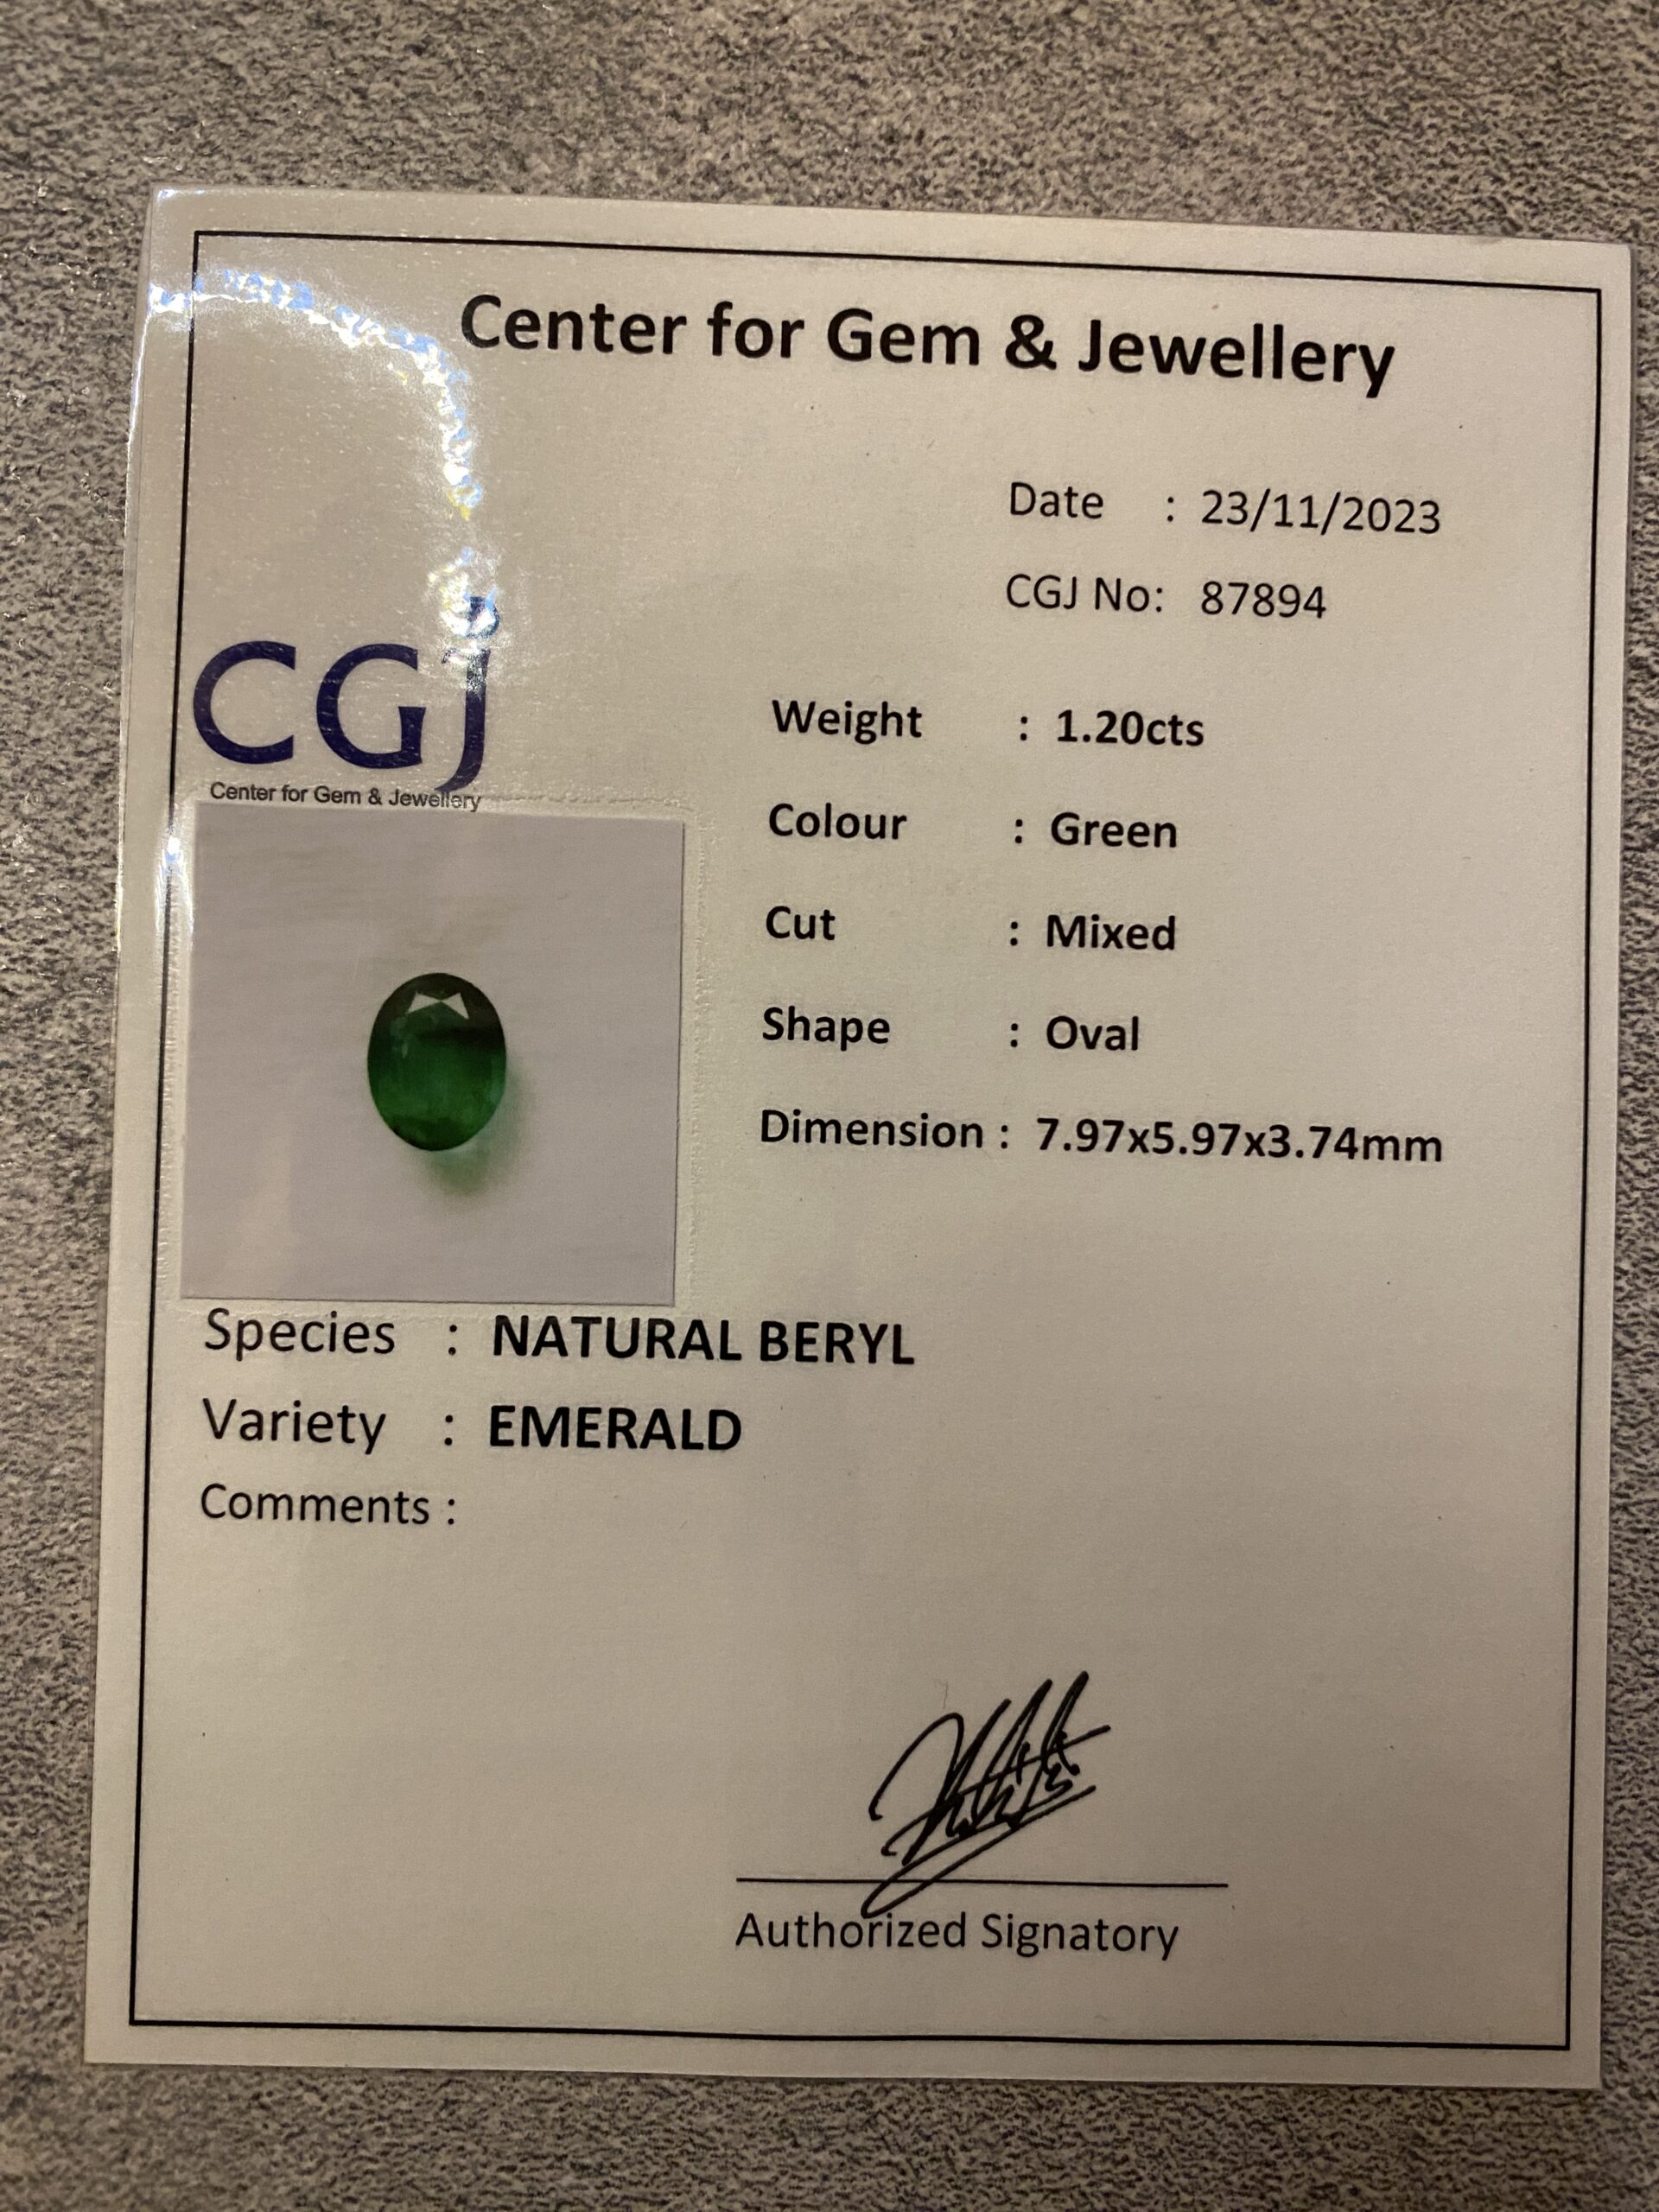 Center for Gem & Jewellery
Date : 23/11/2023
CGJ No: 87894
CGJ
Center for Gem & Jewellery
Weight : 1.20cts
Colour : Green
Cut : Mixed
Shape : Oval
Dimension : 7.97x5.97x3.74mm
Species : NATURAL BERYL
Variety : EMERALD
Comments :
Authorized Signatory